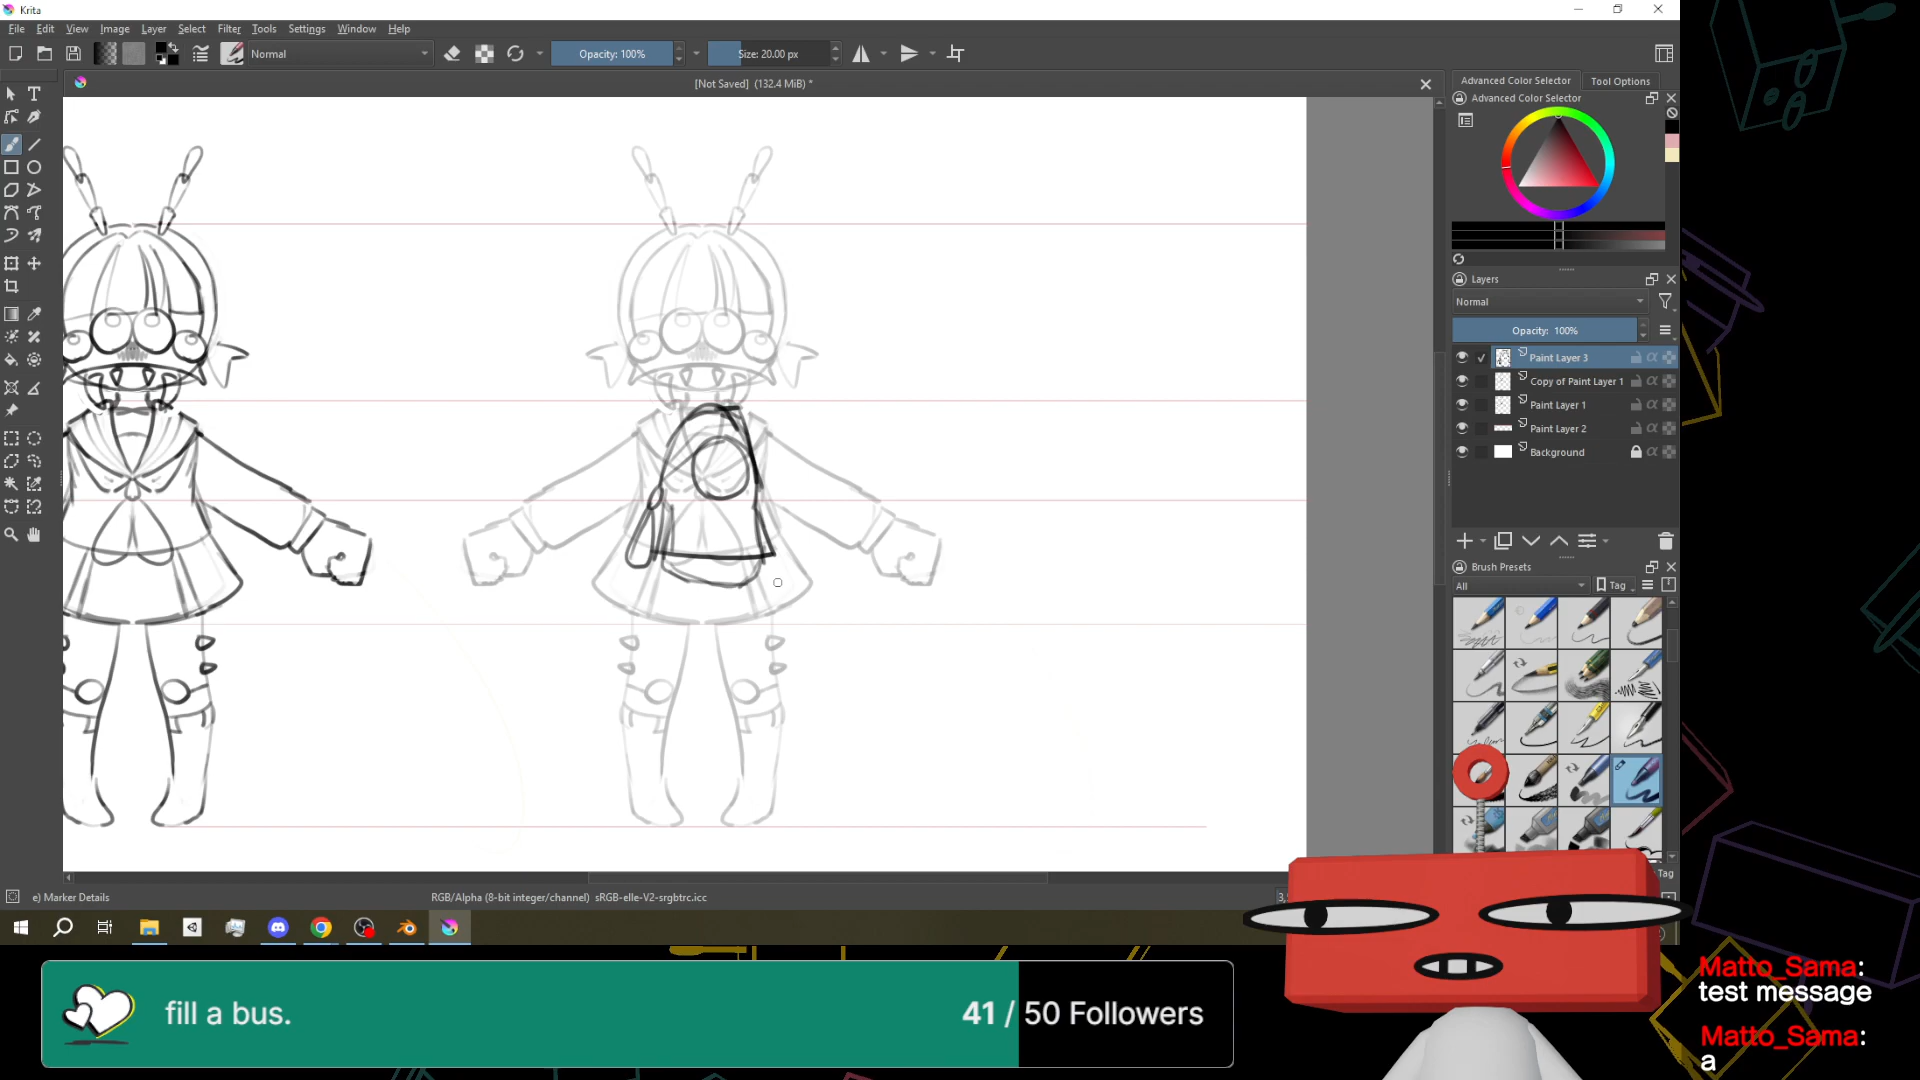 Krita
File Edit View Image Layer Select Filter Tools Settings Window Help
Normal
Opacity: 100%
Size: 20.00 px
[Not Saved] (132.4 MiB) *
Advanced Color Selector
Tool Options
Advanced Color Selector
Layers
Normal
Opacity: 100%
Paint Layer 3
Copy of Paint Layer 1
Paint Layer 1
Paint Layer 2
Background
Brush Presets
All
Tag
Tag
e) Marker Details
RGB/Alpha (8-bit integer/channel) sRGB-elle-V2-srgbtrc.icc
fill a bus.
41 / 50 Followers
Matto_Sama:
test message
Matto_Sama:
a